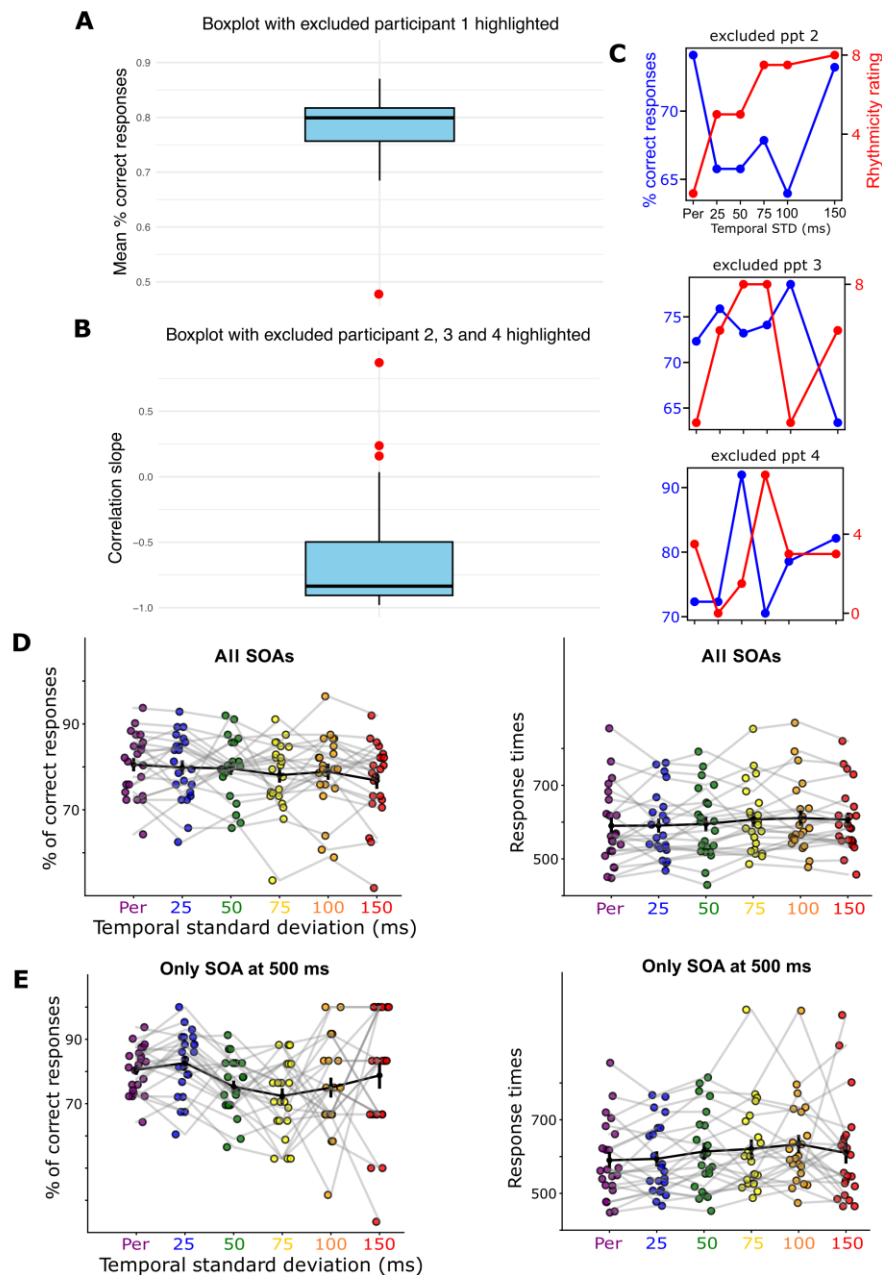 A
Boxplot with excluded participant 1 highlighted
Mean % correct responses
0.9
0.8
0.7
0.6
0.5
B
Boxplot with excluded participant 2, 3 and 4 highlighted
Correlation slope
0.5
0.0
−0.5
−1.0
C
excluded ppt 2
% correct responses
70
65
8
4
Rhythmicity rating
Per 25 50 75 100 150
Temporal STD (ms)
excluded ppt 3
75
70
65
8
excluded ppt 4
90
80
70
4
0
D
All SOAs
% of correct responses
90
70
Per 25 50 75 100 150
Temporal standard deviation (ms)
All SOAs
Response times
700
500
Per 25 50 75 100 150
E
Only SOA at 500 ms
% of correct responses
90
70
Per 25 50 75 100 150
Temporal standard deviation (ms)
Only SOA at 500 ms
Response times
700
500
Per 25 50 75 100 150